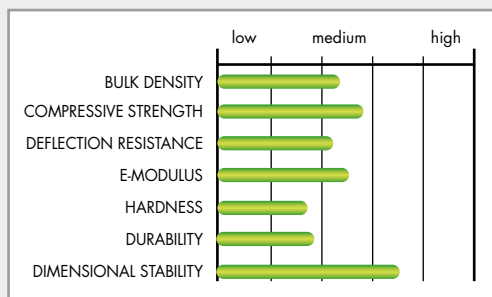 low medium high
BULK DENSITY
COMPRESSIVE STRENGTH
DEFLECTION RESISTANCE
E-MODULUS
HARDNESS
DURABILITY
DIMENSIONAL STABILITY